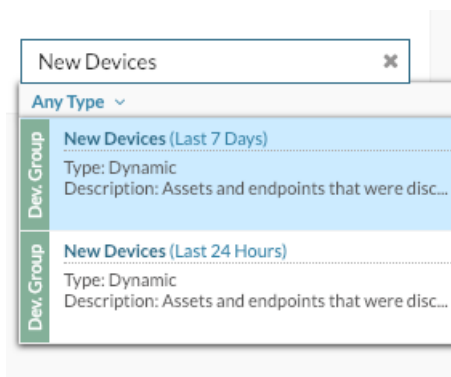 New Devices ✖
Any Type
Dev. Group
New Devices (Last 7 Days)
Type: Dynamic
Description: Assets and endpoints that were disc...
Dev. Group
New Devices (Last 24 Hours)
Type: Dynamic
Description: Assets and endpoints that were disc...